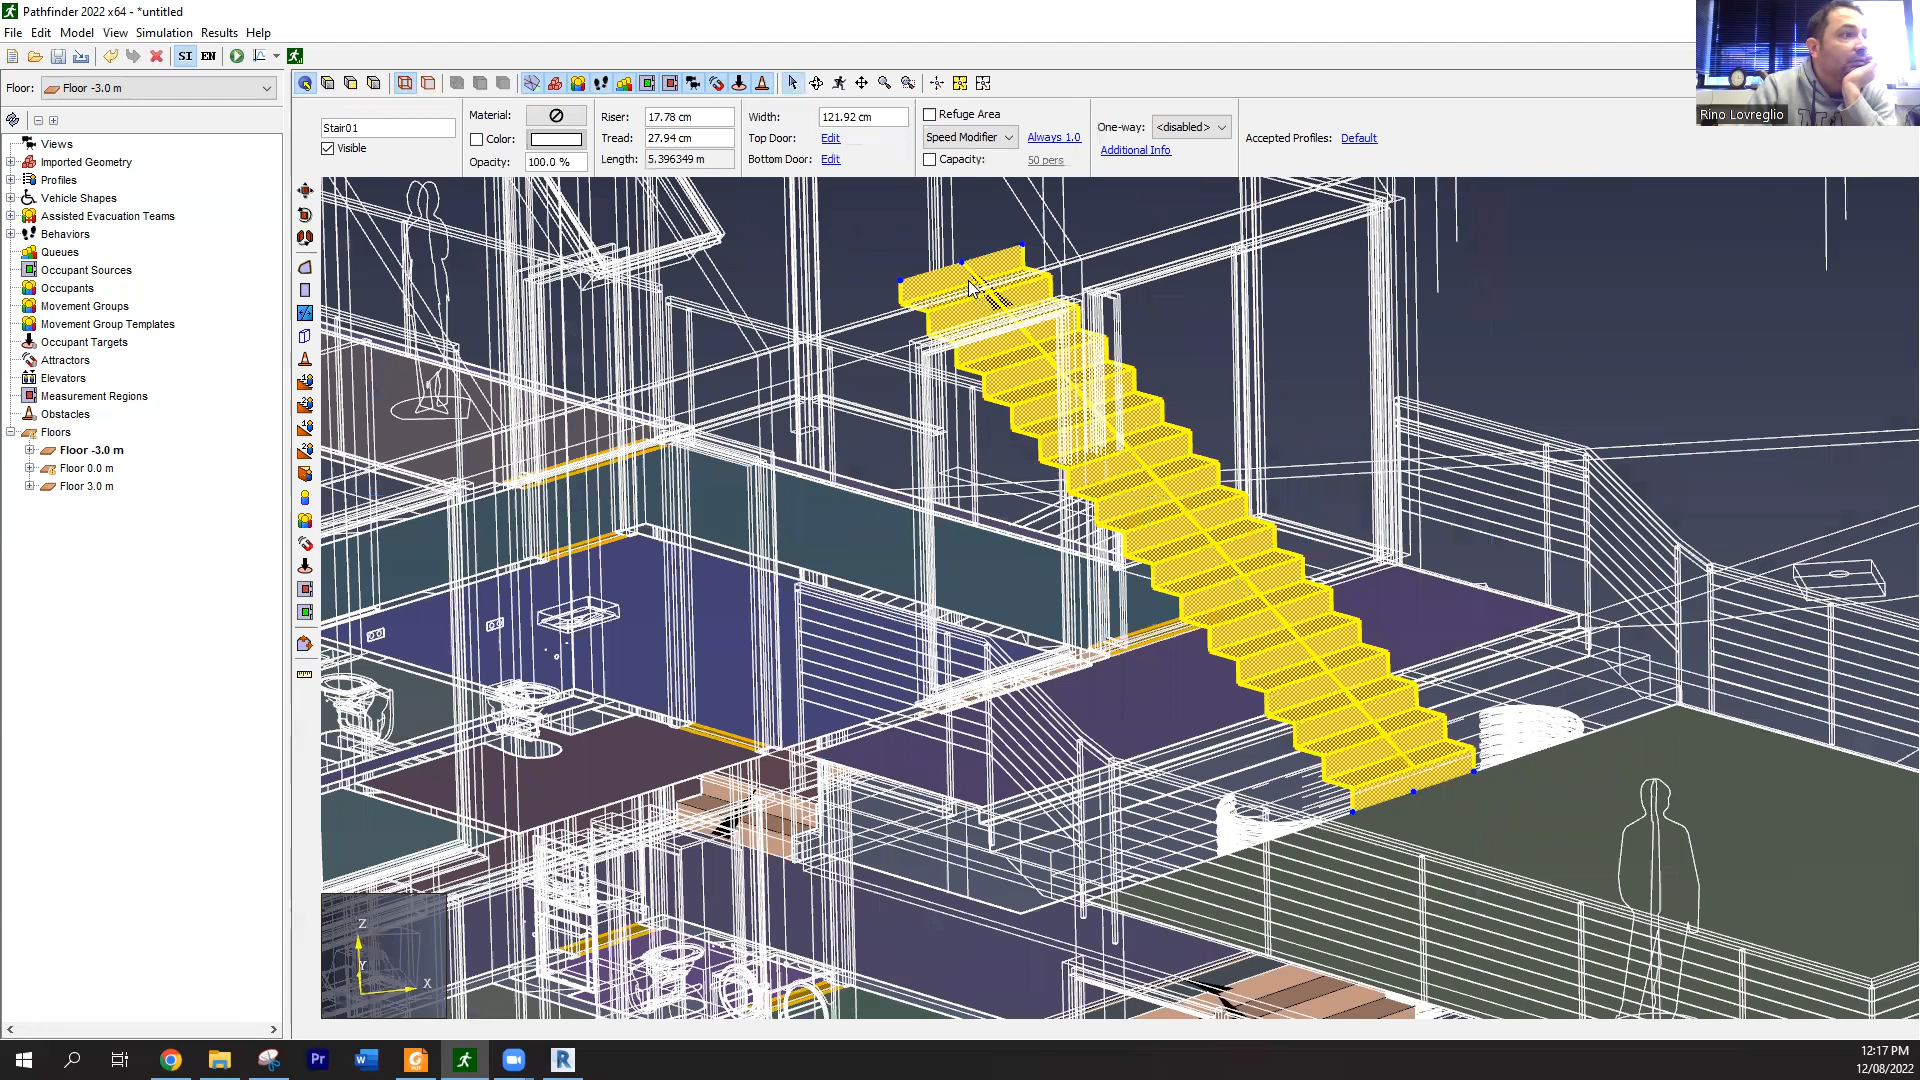 Pathfinder 2022 x64 - *untitled
File Edit Model View Simulation Results Help
SI EN
Floor: Floor -3.0 m
Stair01
Visible
Material:
Color:
Opacity: 100.0 %
Riser: 17.78 cm
Tread: 27.94 cm
Length: 5.396349 m
Width: 121.92 cm
Top Door: Edit
Bottom Door: Edit
Refuge Area
Speed Modifier Always 1.0
Capacity: 50 pers
One-way: <disabled>
Additional Info
Accepted Profiles: Default
Rino Lovreglio
Views
Imported Geometry
Profiles
Vehicle Shapes
Assisted Evacuation Teams
Behaviors
Queues
Occupant Sources
Occupants
Movement Groups
Movement Group Templates
Occupant Targets
Attractors
Elevators
Measurement Regions
Obstacles
Floors
Floor -3.0 m
Floor 0.0 m
Floor 3.0 m
Z
Y
X
Pr
W
R
12:17 PM
12/08/2022